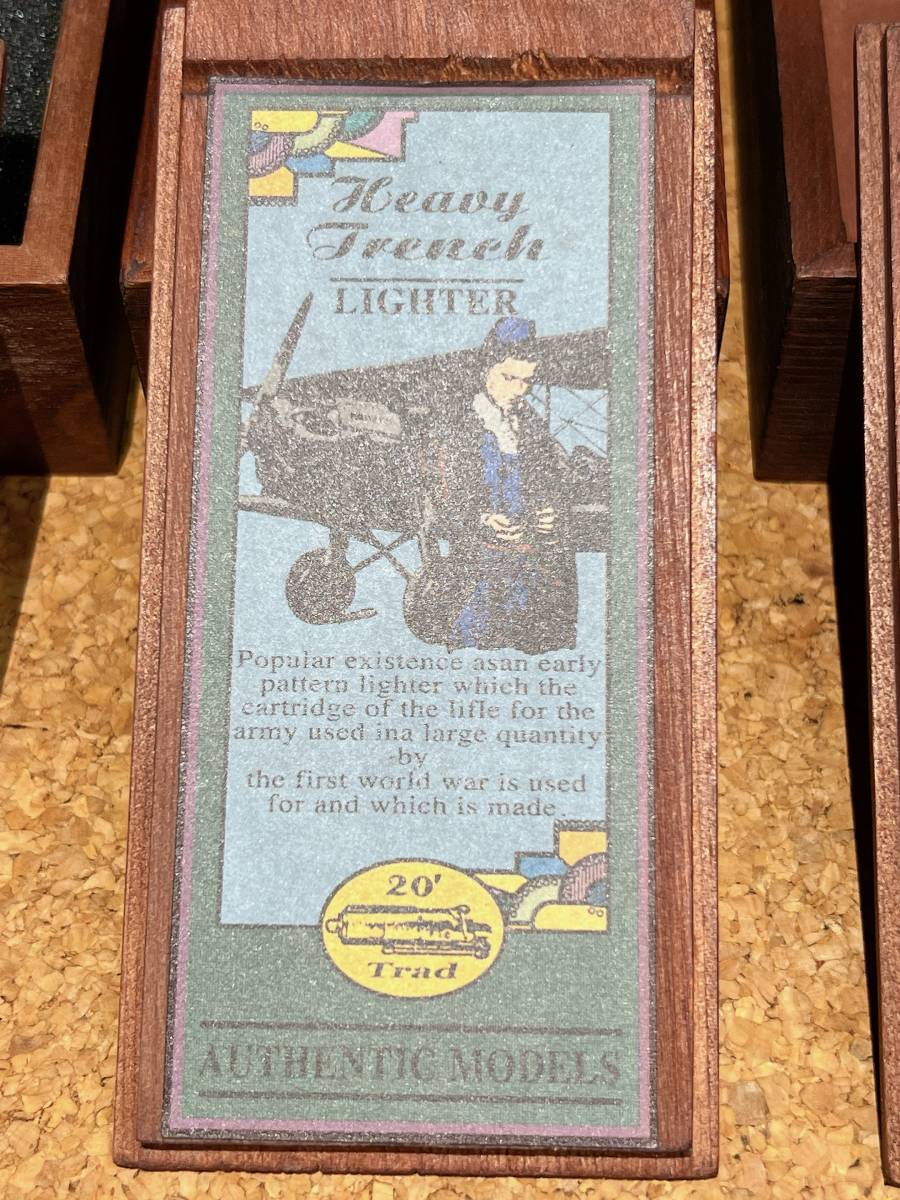 Heavy
Trench
LIGHTER
Popular existence asan early
pattern lighter which the
cartridge of the lifle for the
army used ina large quantity
-by
the first world war is used
for and which is made.
20'
Trad
AUTHENTIC MODELS